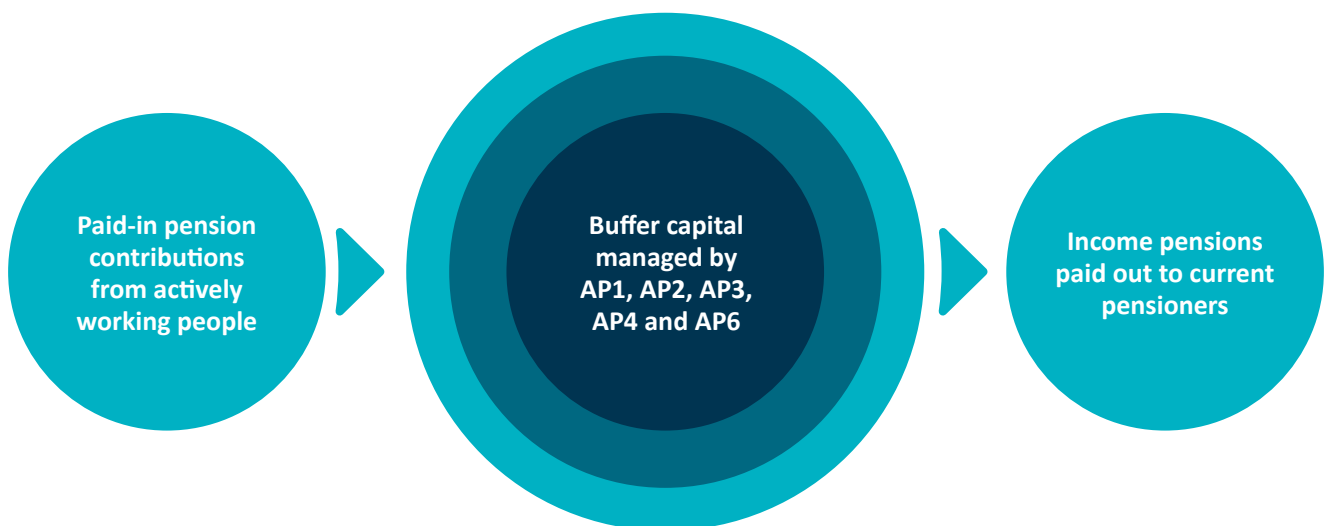 Paid-in pension
contributions
from actively
working people
Buffer capital
managed by
AP1, AP2, AP3,
AP4 and AP6
Income pensions
paid out to current
pensioners